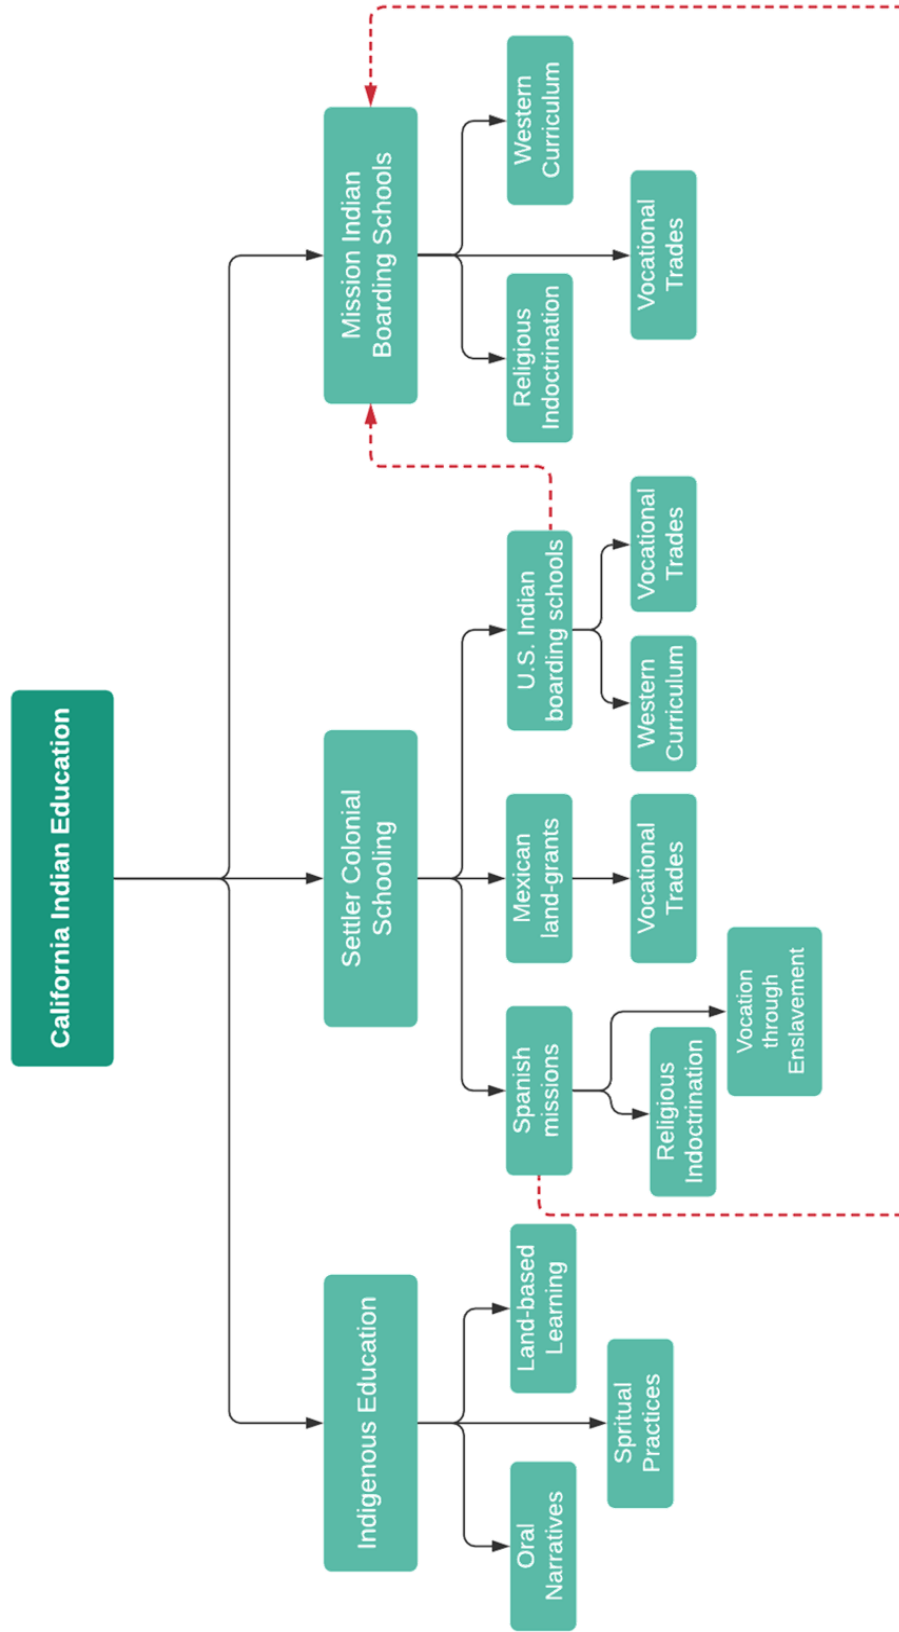 California Indian Education
Indigenous Education
Settler Colonial
Schooling
Mission Indian
Boarding Schools
Oral
Narratives
Spritual
Practices
Land-based
Learning
Spanish
missions
Religious
Indoctrination
Vocation
through
Enslavement
Mexican
land-grants
Vocational
Trades
U.S. Indian
boarding schools
Western
Curriculum
Vocational
Trades
Religious
Indoctrination
Vocational
Trades
Western
Curriculum